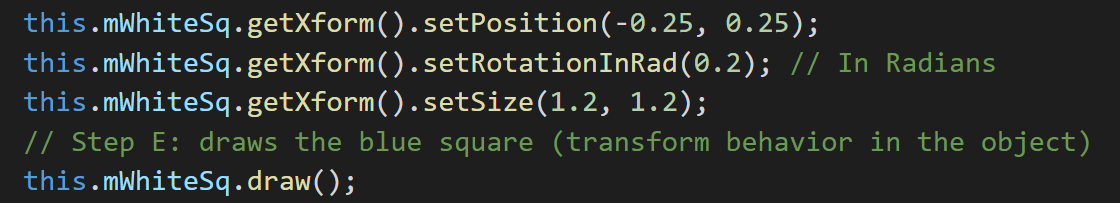 this.mWhiteSq.getXform().setPosition(-0.25, 0.25);
this.mWhiteSq.getXform().setRotationInRad(0.2); // In Radians
this.mWhiteSq.getXform().setSize(1.2, 1.2);
// Step E: draws the blue square (transform behavior in the object)
this.mWhiteSq.draw();